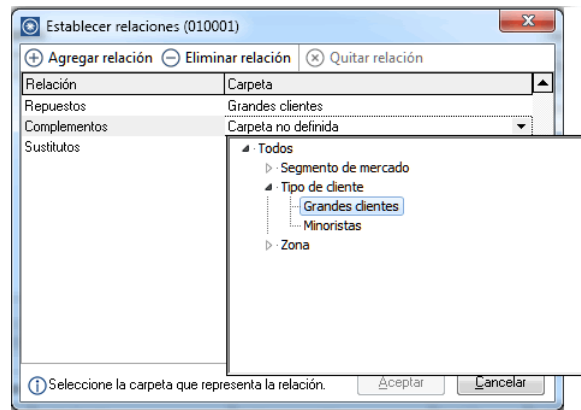 Establecer relaciones (010001)
Agregar relación Eliminar relación Quitar relación
Relación Carpeta
Repuestos Grandes clientes
Complementos Carpeta no definida
Sustitutos
Todos
Segmento de mercado
Tipo de cliente
Grandes clientes
Minoristas
Zona
Seleccione la carpeta que representa la relación. Aceptar Cancelar